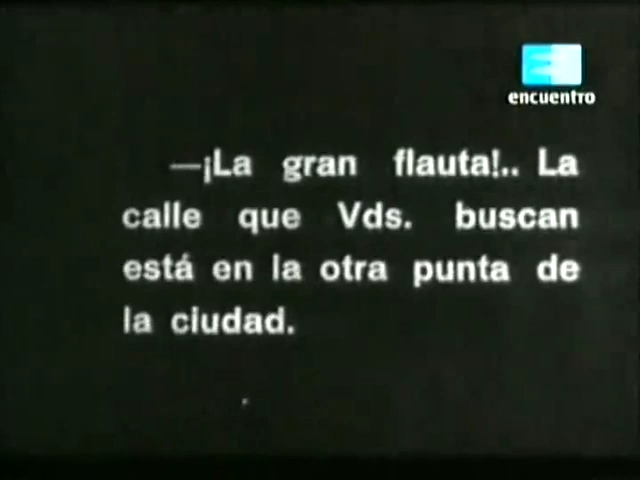 encuentro
—¡La gran flauta!.. La
calle que Vds. buscan
está en la otra punta de
la ciudad.